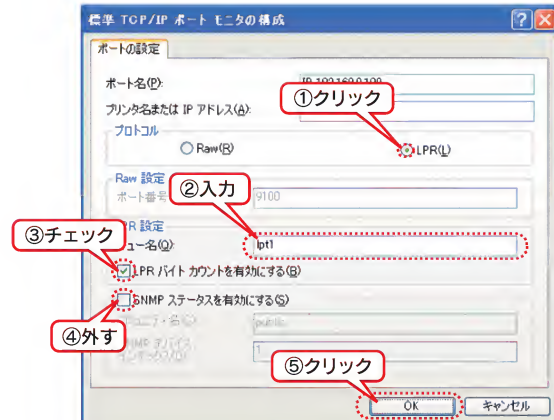 標準 TCP/IP ポート モニタの構成
ポートの設定
ポート名(P):
プリンタ名または IP アドレス(A):
①クリック
プロトコル
Raw(R)
LPR(L)
Raw 設定
ポート番号
9100
②入力
設定
③チェック
ュー名(Q):
lpt1
LPR バイト カウントを有効にする(B)
SNMP ステータスを有効にする(S)
④外す
public
1
⑤クリック
OK
キャンセル